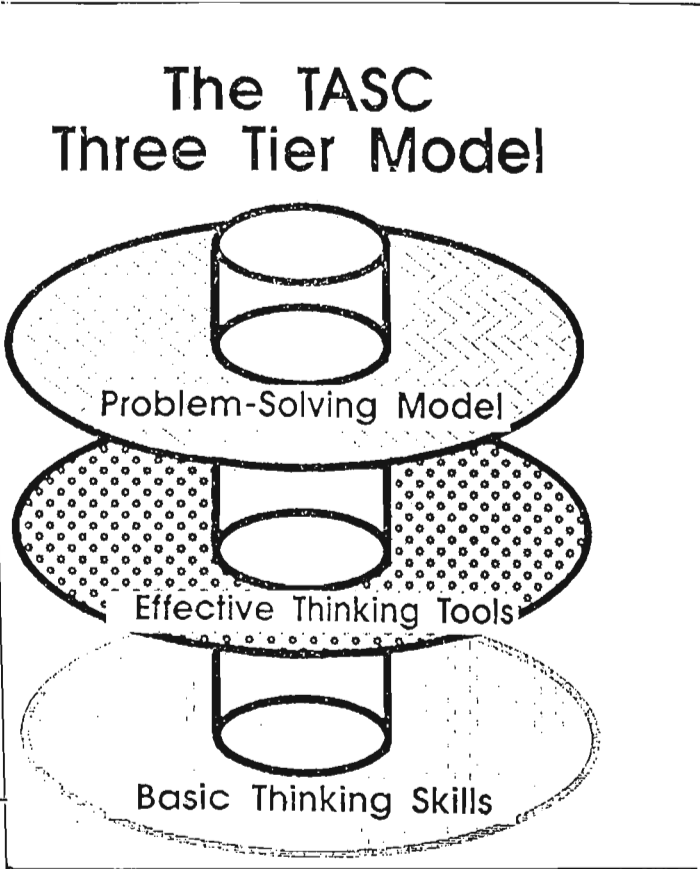 The TASC
Three Tier Model
Problem-Solving Model
Effective Thinking Tools
Basic Thinking Skills